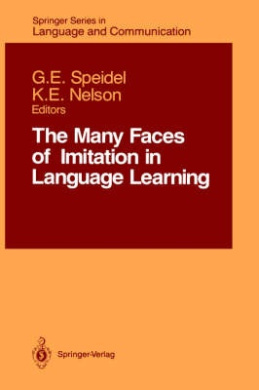 Springer Series in
Language and Communication
G.E. Speidel
K.E. Nelson
Editors
The Many Faces
of Imitation in
Language Learning
Springer-Verlag